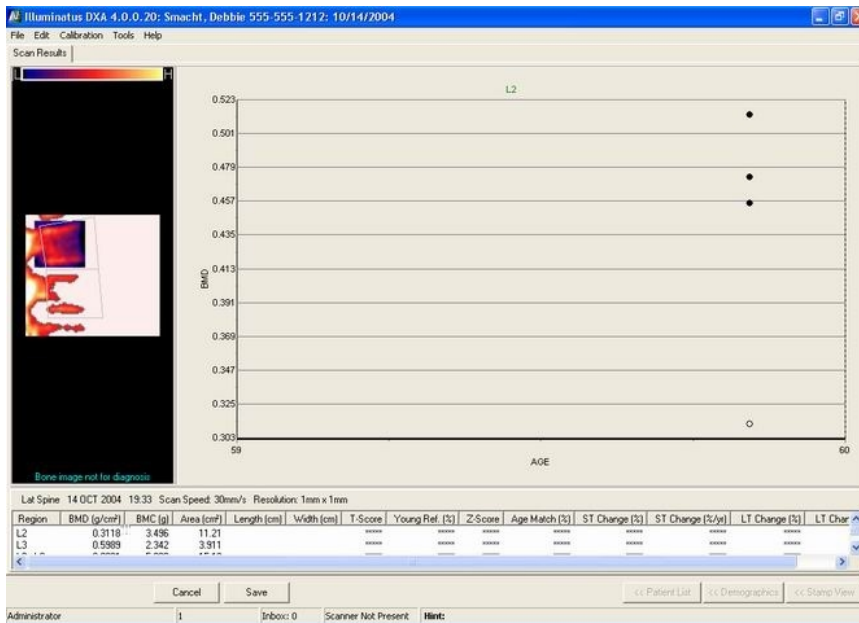 Illuminatus DXA 4.0.0.20: Smacht, Debbie 555-555-1212: 10/14/2004
File Edit Calibration Tools Help
Scan Results
L H
L2
0.523
0.501
0.479
0.457
0.435
0.413
0.391
0.369
0.347
0.325
0.303
BMD
59 60
AGE
Bone image not for diagnosis
Lat Spine 14 OCT 2004 19:33 Scan Speed: 30mm/s Resolution: 1mm x 1mm
Region BMD (g/cm²) BMC (g) Area (cm²) Length (cm) Width (cm) T-Score Young Ref. (%) Z-Score Age Match (%) ST Change (%) ST Change (%/yr) LT Change (%) LT Char
L2 0.3118 3.496 11.21 ***** ***** ***** ***** ***** ***** *****
L3 0.5989 2.342 3.911 ***** ***** ***** ***** ***** ***** *****
Cancel Save << Patient List << Demographics << Stamp View
Administrator 1 Inbox: 0 Scanner Not Present Hint: